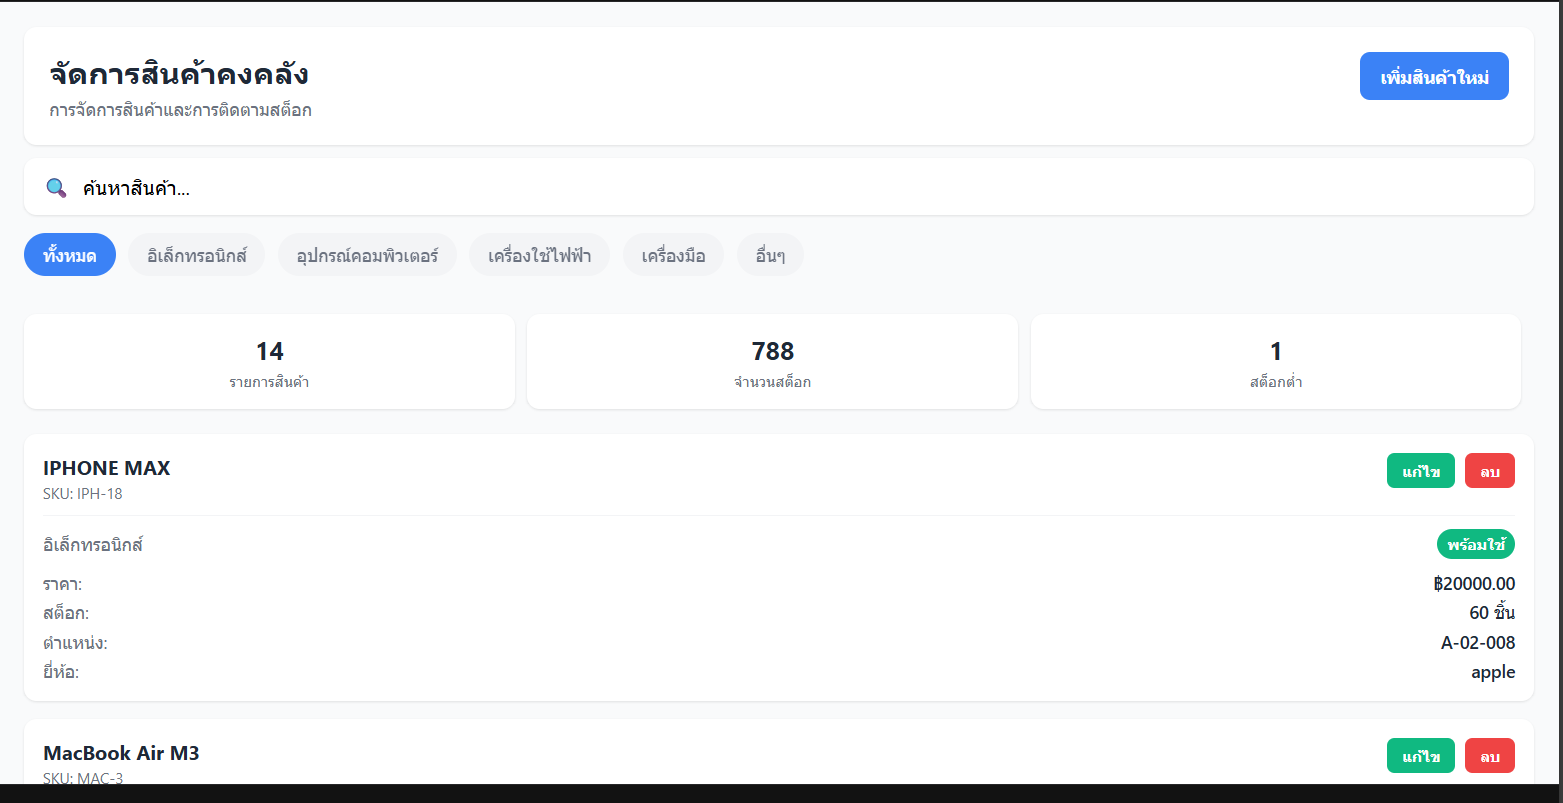 จัดการสินค้าคงคลัง
การจัดการสินค้าและการติดตามสต็อก
เพิ่มสินค้าใหม่
ค้นหาสินค้า...
ทั้งหมด
อิเล็กทรอนิกส์
อุปกรณ์คอมพิวเตอร์
เครื่องใช้ไฟฟ้า
เครื่องมือ
อื่นๆ
14
รายการสินค้า
788
จำนวนสต็อก
1
สต็อกต่ำ
IPHONE MAX
SKU: IPH-18
แก้ไข
ลบ
อิเล็กทรอนิกส์
พร้อมใช้
ราคา:
฿20000.00
สต็อก:
60 ชิ้น
ตำแหน่ง:
A-02-008
ยี่ห้อ:
apple
MacBook Air M3
SKU: MAC-3
แก้ไข
ลบ